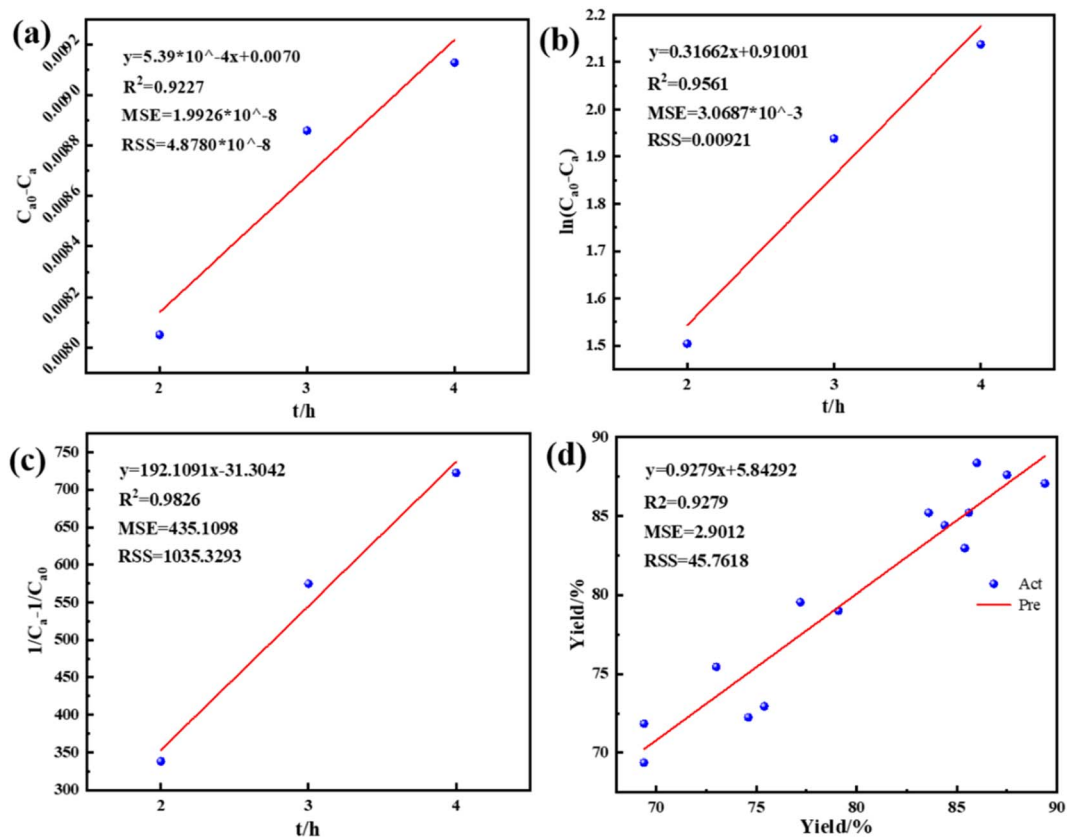 (a)
y=5.39*10^-4x+0.0070
R²=0.9227
MSE=1.9926*10^-8
RSS=4.8780*10^-8
0.0092
0.0090
0.0088
0.0086
0.0084
0.0082
0.0080
Cₐ₀-Cₐ
2 3 4
t/h
(b)
y=0.31662x+0.91001
R²=0.9561
MSE=3.0687*10^-3
RSS=0.00921
2.2
2.1
2.0
1.9
1.8
1.7
1.6
1.5
ln(Cₐ₀-Cₐ)
2 3 4
t/h
(c)
y=192.1091x-31.3042
R²=0.9826
MSE=435.1098
RSS=1035.3293
750
700
650
600
550
500
450
400
350
300
1/Cₐ-1/Cₐ₀
2 3 4
t/h
(d)
y=0.9279x+5.84292
R2=0.9279
MSE=2.9012
RSS=45.7618
Act
Pre
90
85
80
75
70
Yield/%
70 75 80 85 90
Yield/%